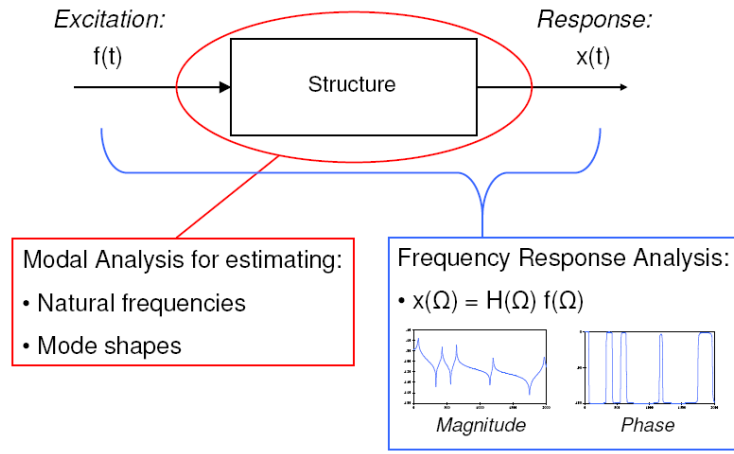 Excitation:
f(t)
Structure
Response:
x(t)
Modal Analysis for estimating:
• Natural frequencies
• Mode shapes
Frequency Response Analysis:
• x(Ω) = H(Ω) f(Ω)
Magnitude
Phase